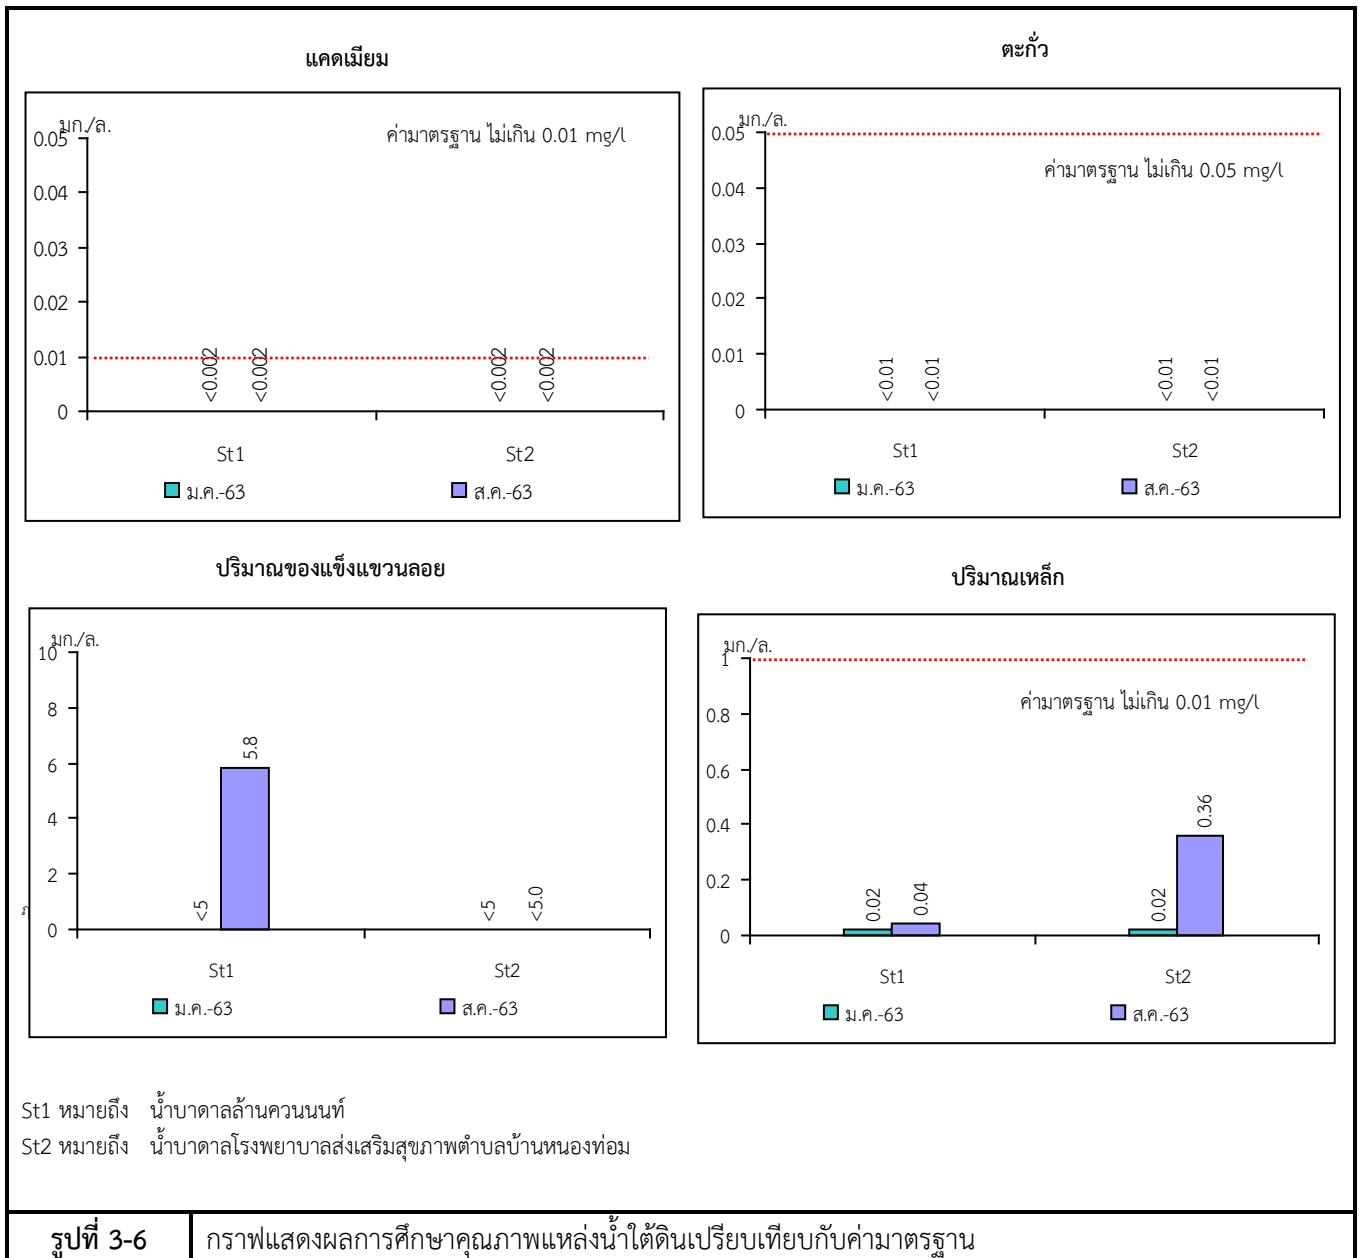 แคดเมียม
มก./ล.
ค่ามาตรฐาน ไม่เกิน 0.01 mg/l
0.05
0.04
0.03
0.02
0.01
0
<0.002
<0.002
<0.002
<0.002
St1
St2
ม.ค.-63
ส.ค.-63
ตะกั่ว
มก./ล.
0.05
ค่ามาตรฐาน ไม่เกิน 0.05 mg/l
0.04
0.03
0.02
0.01
0
<0.01
<0.01
<0.01
<0.01
St1
St2
ม.ค.-63
ส.ค.-63
ปริมาณของแข็งแขวนลอย
มก./ล.
10
8
6
4
2
0
<5
5.8
<5
<5.0
St1
St2
ม.ค.-63
ส.ค.-63
ปริมาณเหล็ก
มก./ล.
1
ค่ามาตรฐาน ไม่เกิน 0.01 mg/l
0.8
0.6
0.4
0.2
0
0.02
0.04
0.02
0.36
St1
St2
ม.ค.-63
ส.ค.-63
St1 หมายถึง น้ำบาดาลล้านควนนนท์
St2 หมายถึง น้ำบาดาลโรงพยาบาลส่งเสริมสุขภาพตำบลบ้านหนองท่อม
รูปที่ 3-6 กราฟแสดงผลการศึกษาคุณภาพแหล่งน้ำใต้ดินเปรียบเทียบกับค่ามาตรฐาน